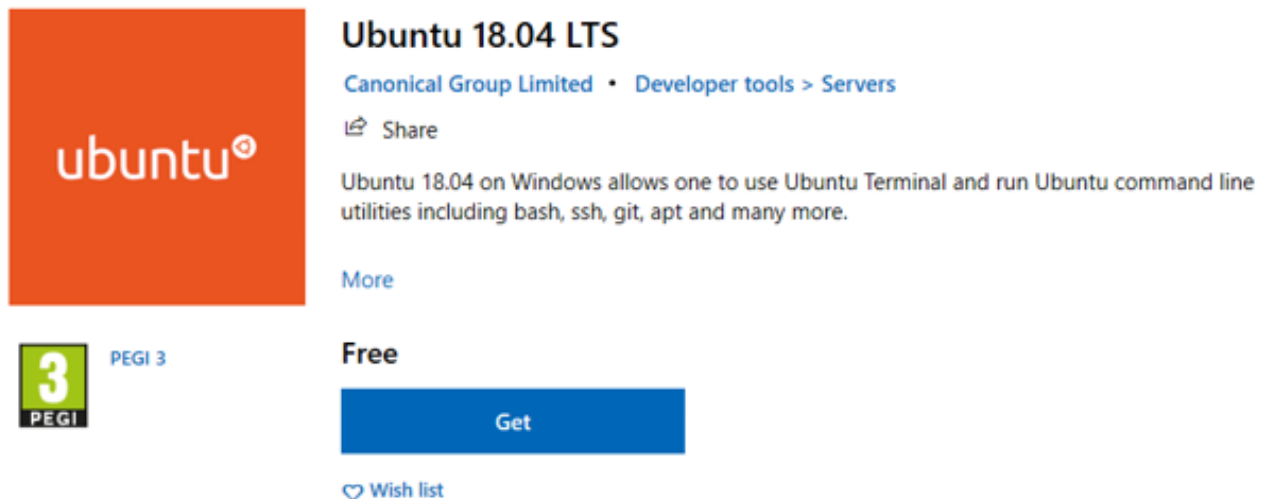 ubuntu
Ubuntu 18.04 LTS
Canonical Group Limited • Developer tools > Servers
Share
Ubuntu 18.04 on Windows allows one to use Ubuntu Terminal and run Ubuntu command line
utilities including bash, ssh, git, apt and many more.
More
3
PEGI
PEGI 3
Free
Get
Wish list